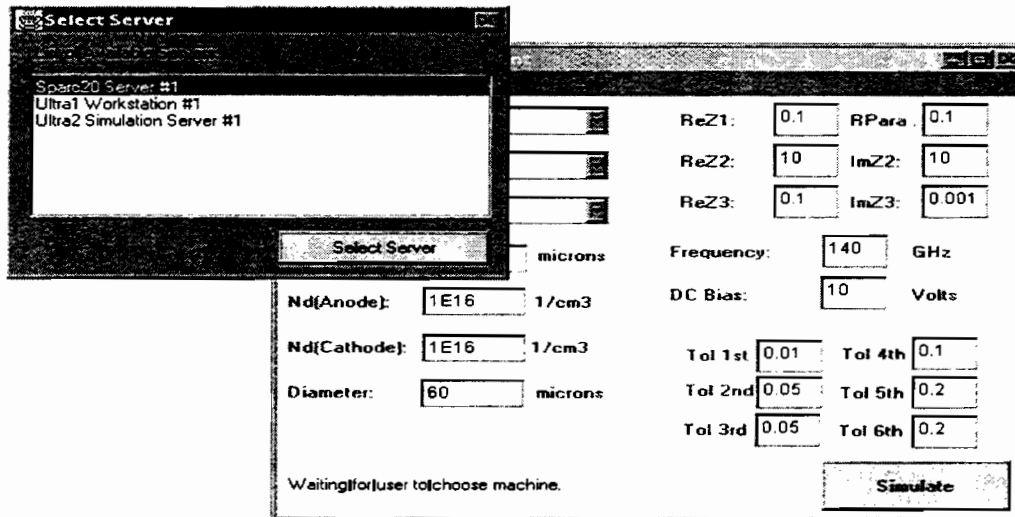 Select Server
Sparc20 Server #1
Ultra1 Workstation #1
Ultra2 Simulation Server #1
Select Server
ReZ1: 0.1 RPara. 0.1
ReZ2: 10 ImZ2: 10
ReZ3: 0.1 ImZ3: 0.001
microns
Frequency: 140 GHz
Nd(Anode): 1E16 1/cm3
DC Bias: 10 Volts
Nd(Cathode): 1E16 1/cm3
Tol 1st 0.01 Tol 4th 0.1
Diameter: 60 microns
Tol 2nd 0.05 Tol 5th 0.2
Tol 3rd 0.05 Tol 6th 0.2
Waiting|for|user to|choose machine.
Simulate